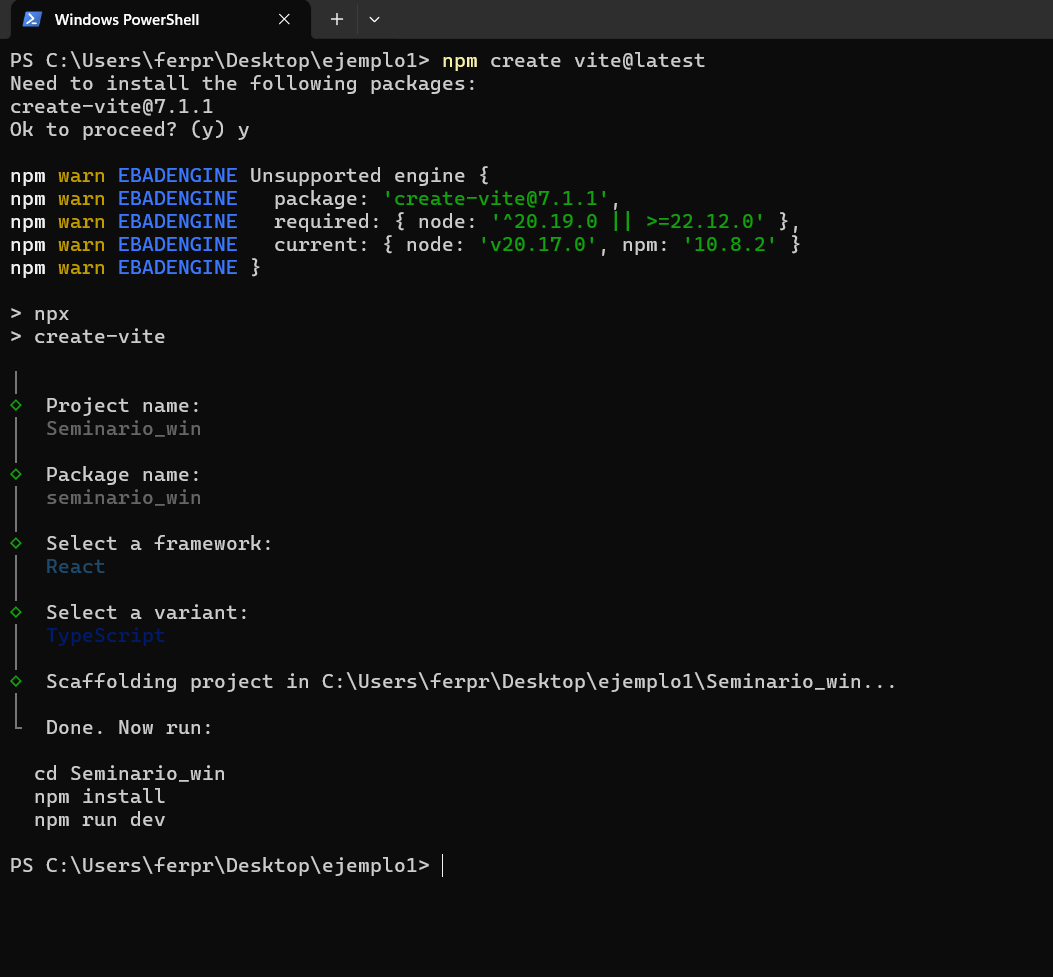 Windows PowerShell
PS C:\Users\ferpr\Desktop\ejemplo1> npm create vite@latest
Need to install the following packages:
create-vite@7.1.1
Ok to proceed? (y) y
npm warn EBADENGINE Unsupported engine {
npm warn EBADENGINE   package: 'create-vite@7.1.1',
npm warn EBADENGINE   required: { node: '^20.19.0 || >=22.12.0' },
npm warn EBADENGINE   current: { node: 'v20.17.0', npm: '10.8.2' }
npm warn EBADENGINE }
> npx
> create-vite
Project name:
Seminario_win
Package name:
seminario_win
Select a framework:
React
Select a variant:
TypeScript
Scaffolding project in C:\Users\ferpr\Desktop\ejemplo1\Seminario_win...
Done. Now run:
cd Seminario_win
npm install
npm run dev
PS C:\Users\ferpr\Desktop\ejemplo1>